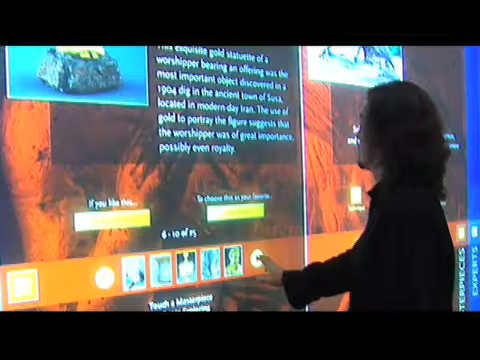 This exquisite gold statuette of a
worshipper bearing an offering was the
most important object discovered in a
1904 dig in the ancient town of Susa,
located in modern-day Iran. The use of
gold to portray the figure suggests that
the worshipper was of great importance,
possibly even royalty.
If you like this...
To choose this as your favorite...
6 - 10 of 15
Touch a Masterpiece
Exploring
EXPERTS